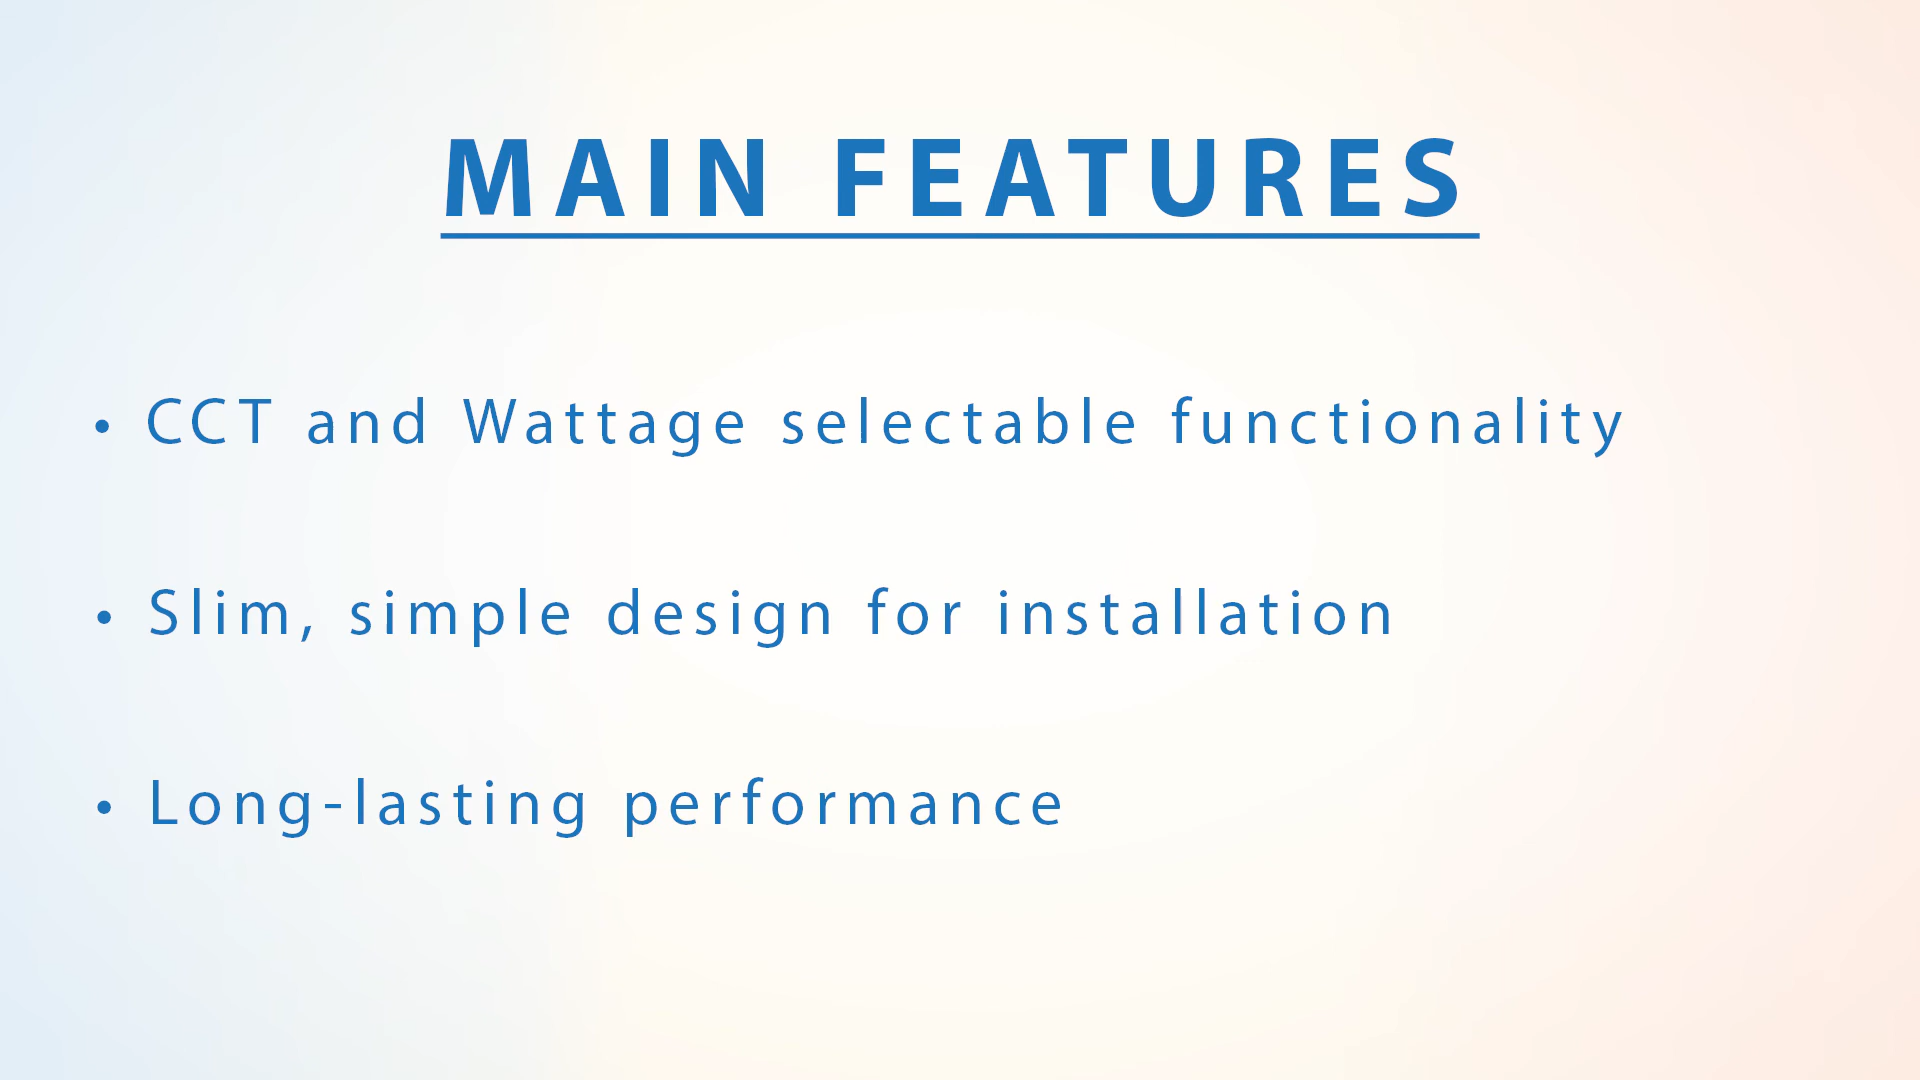 MAIN FEATURES
• CCT and Wattage selectable functionality
• Slim, simple design for installation
• Long-lasting performance